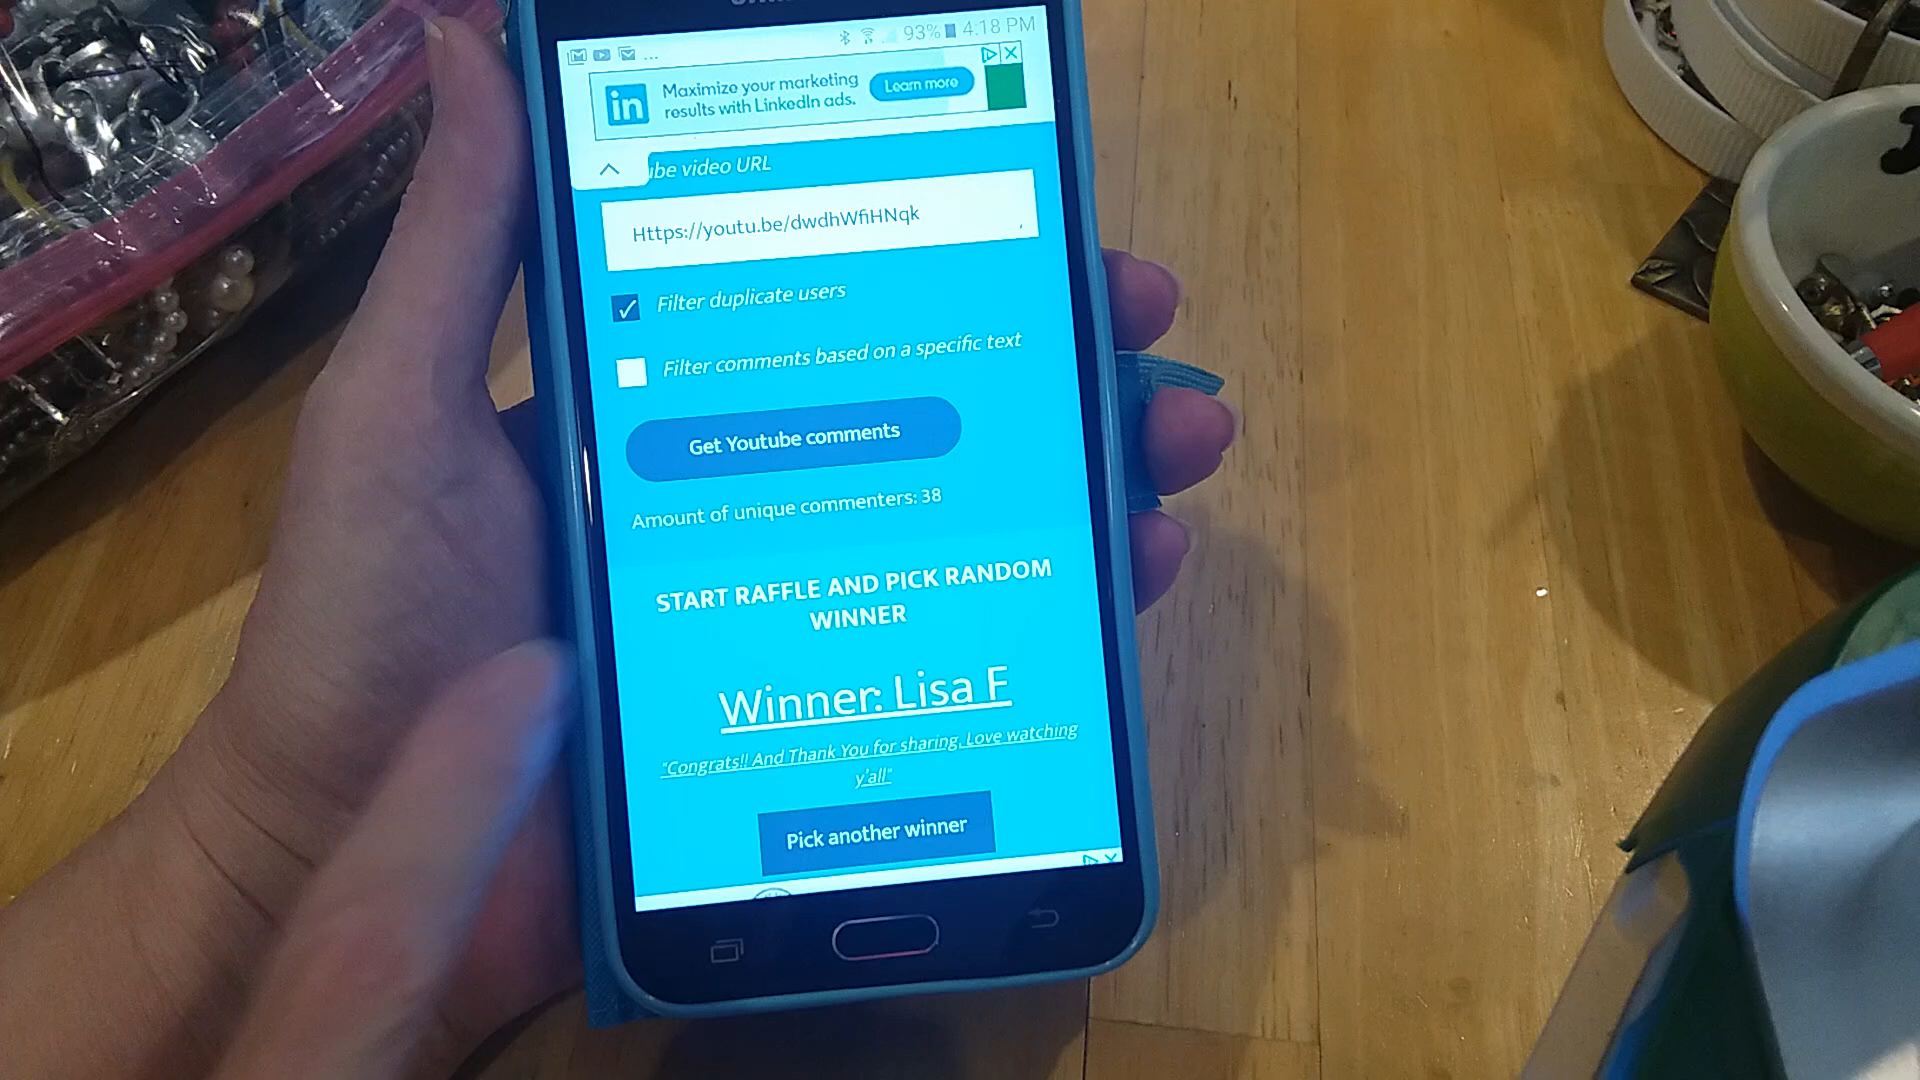 93% 4:18 PM
in
Maximize your marketing
results with LinkedIn ads.
Learn more
ube video URL
Https://youtu.be/dwdhWfiHNqk
Filter duplicate users
Filter comments based on a specific text
Get Youtube comments
Amount of unique commenters: 38
START RAFFLE AND PICK RANDOM
WINNER
Winner: Lisa F
"Congrats!! And Thank You for sharing. Love watching
y'all"
Pick another winner